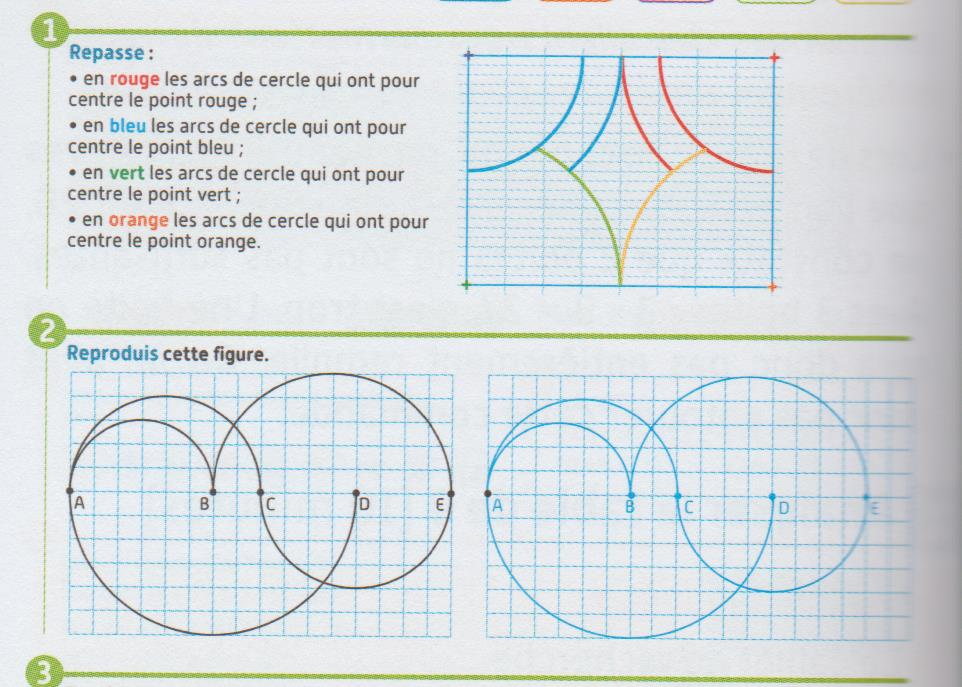 1
Repasse :
• en rouge les arcs de cercle qui ont pour
centre le point rouge ;
• en bleu les arcs de cercle qui ont pour
centre le point bleu ;
• en vert les arcs de cercle qui ont pour
centre le point vert ;
• en orange les arcs de cercle qui ont pour
centre le point orange.
2
Reproduis cette figure.
A B C D E
A B C D E
3